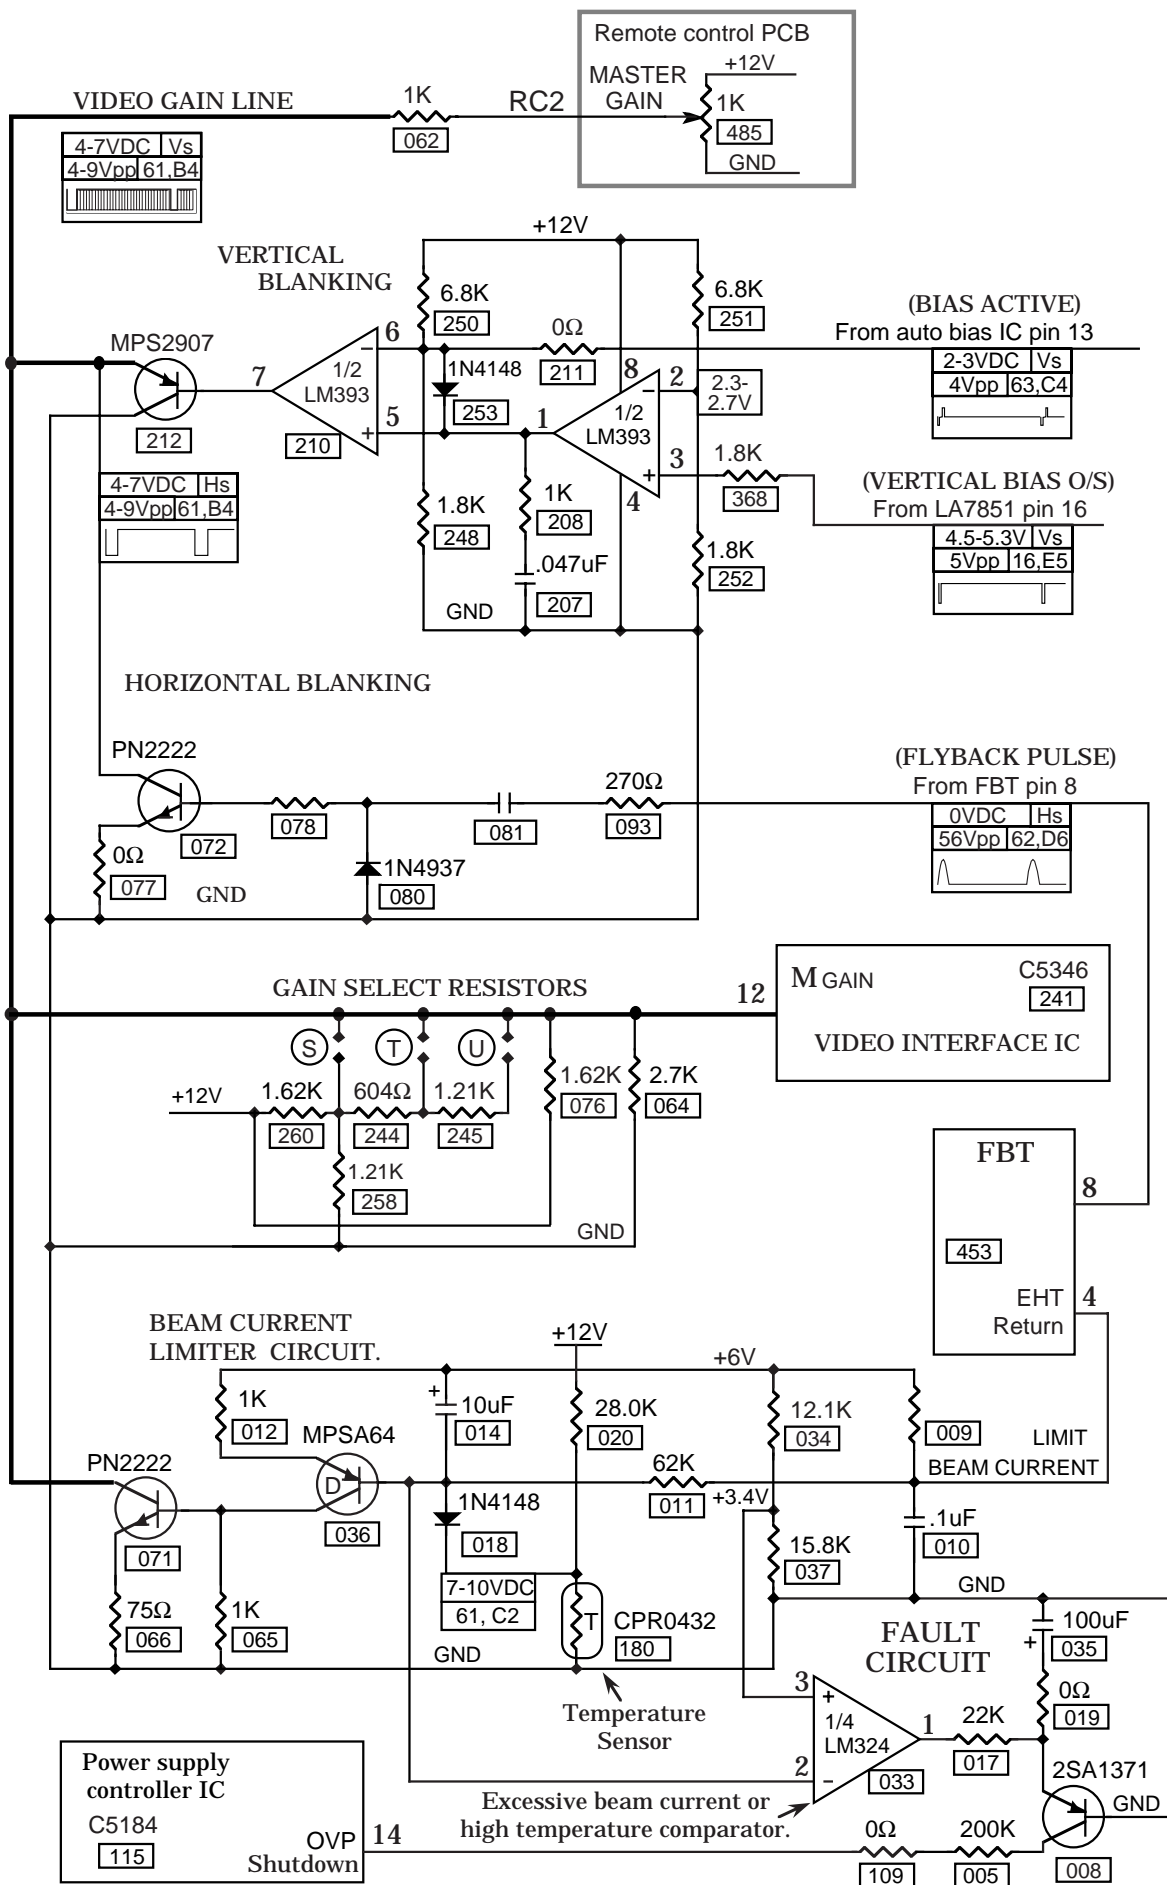 Remote control PCB
+12V
MASTER
GAIN
1K
485
GND
VIDEO GAIN LINE
1K
062
RC2
4-7VDC Vs
4-9Vpp 61,B4
+12V
VERTICAL
BLANKING
6.8K
250
6.8K
251
0Ω
211
(BIAS ACTIVE)
From auto bias IC pin 13
2-3VDC Vs
4Vpp 63,C4
MPS2907
212
7
6
5
1/2
LM393
210
1N4148
253
8
1
1/2
LM393
2
3
4
2.3-
2.7V
1.8K
368
(VERTICAL BIAS O/S)
From LA7851 pin 16
4.5-5.3V Vs
5Vpp 16,E5
4-7VDC Hs
4-9Vpp 61,B4
1.8K
248
1K
208
.047uF
207
1.8K
252
GND
HORIZONTAL BLANKING
PN2222
072
0Ω
077
GND
078
1N4937
080
081
270Ω
093
(FLYBACK PULSE)
From FBT pin 8
0VDC Hs
56Vpp 62,D6
GAIN SELECT RESISTORS
12
M GAIN
C5346
241
VIDEO INTERFACE IC
S
T
U
+12V
1.62K
260
604Ω
244
1.21K
245
1.62K
076
2.7K
064
1.21K
258
GND
FBT
8
453
EHT
Return
4
BEAM CURRENT
LIMITER CIRCUIT.
+12V
+6V
1K
012
MPSA64
D
036
+
10uF
014
28.0K
020
12.1K
034
009
LIMIT
BEAM CURRENT
PN2222
071
62K
011
+3.4V
1N4148
018
.1uF
010
15.8K
037
7-10VDC
61, C2
75Ω
066
1K
065
GND
T
CPR0432
180
GND
Temperature
Sensor
FAULT
CIRCUIT
100uF
+
035
0Ω
019
3
+
1/4
LM324
2
-
033
1
22K
017
2SA1371
GND
008
Excessive beam current or
high temperature comparator.
Power supply
controller IC
C5184
115
OVP
Shutdown
14
0Ω
109
200K
005